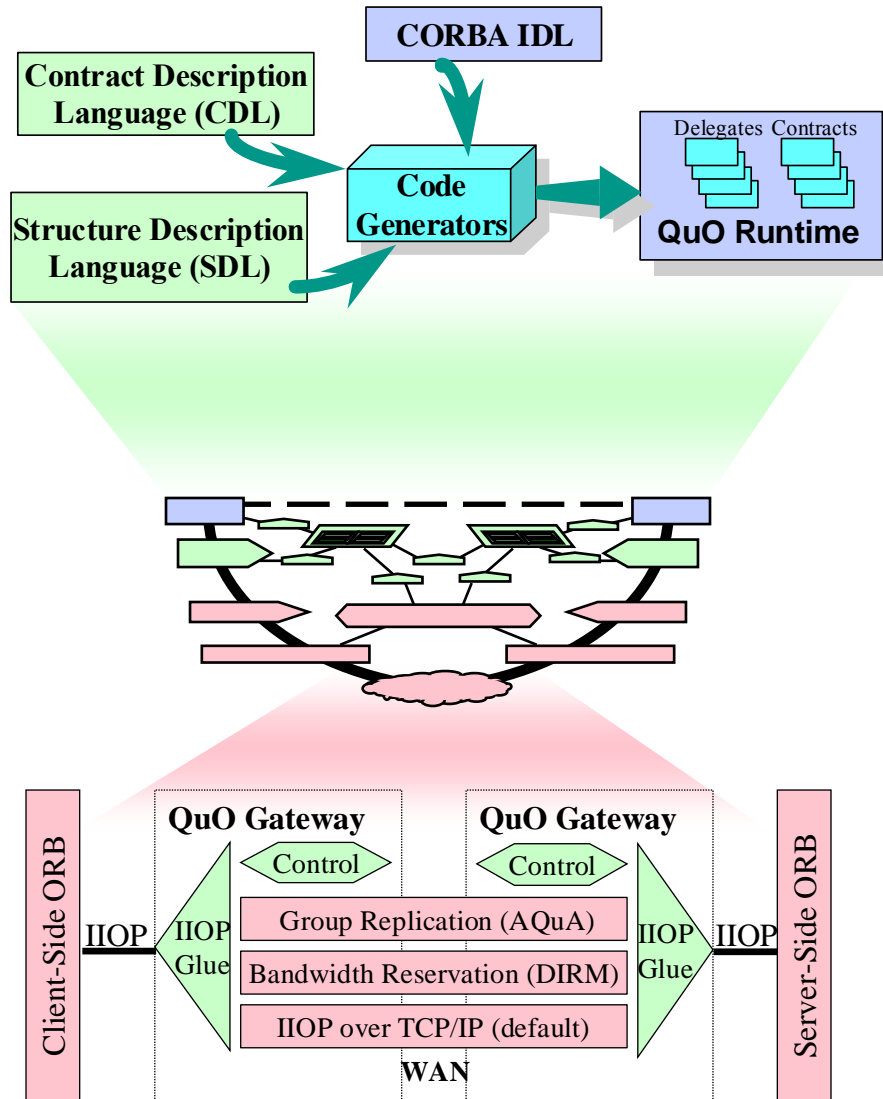 CORBA IDL
Contract Description
Language (CDL)
Delegates Contracts
Code
Generators
Structure Description
Language (SDL)
QuO Runtime
QuO Gateway
QuO Gateway
Control
Control
Client-Side ORB
IIOP
IIOP
Glue
Group Replication (AQuA)
Bandwidth Reservation (DIRM)
IIOP over TCP/IP (default)
IIOP
Glue
IIOP
Server-Side ORB
WAN